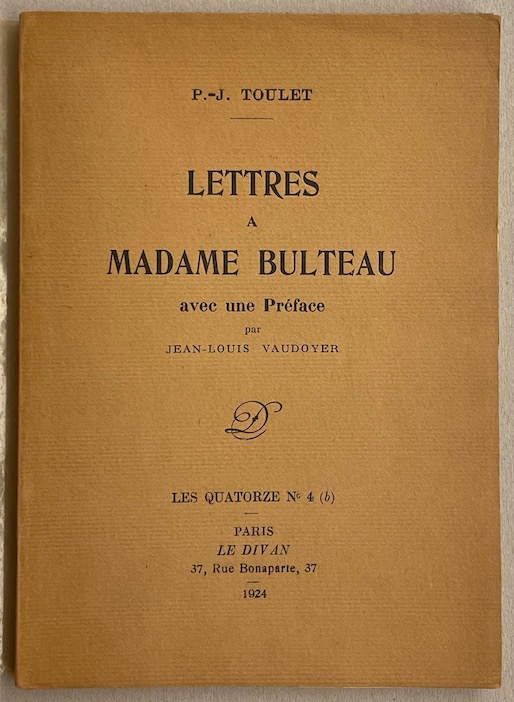 P.-J. TOULET
LETTRES
A
MADAME BULTEAU
avec une Préface
par
JEAN-LOUIS VAUDOYER
LES QUATORZE No 4 (b)
PARIS
LE DIVAN
37, Rue Bonaparte, 37
1924